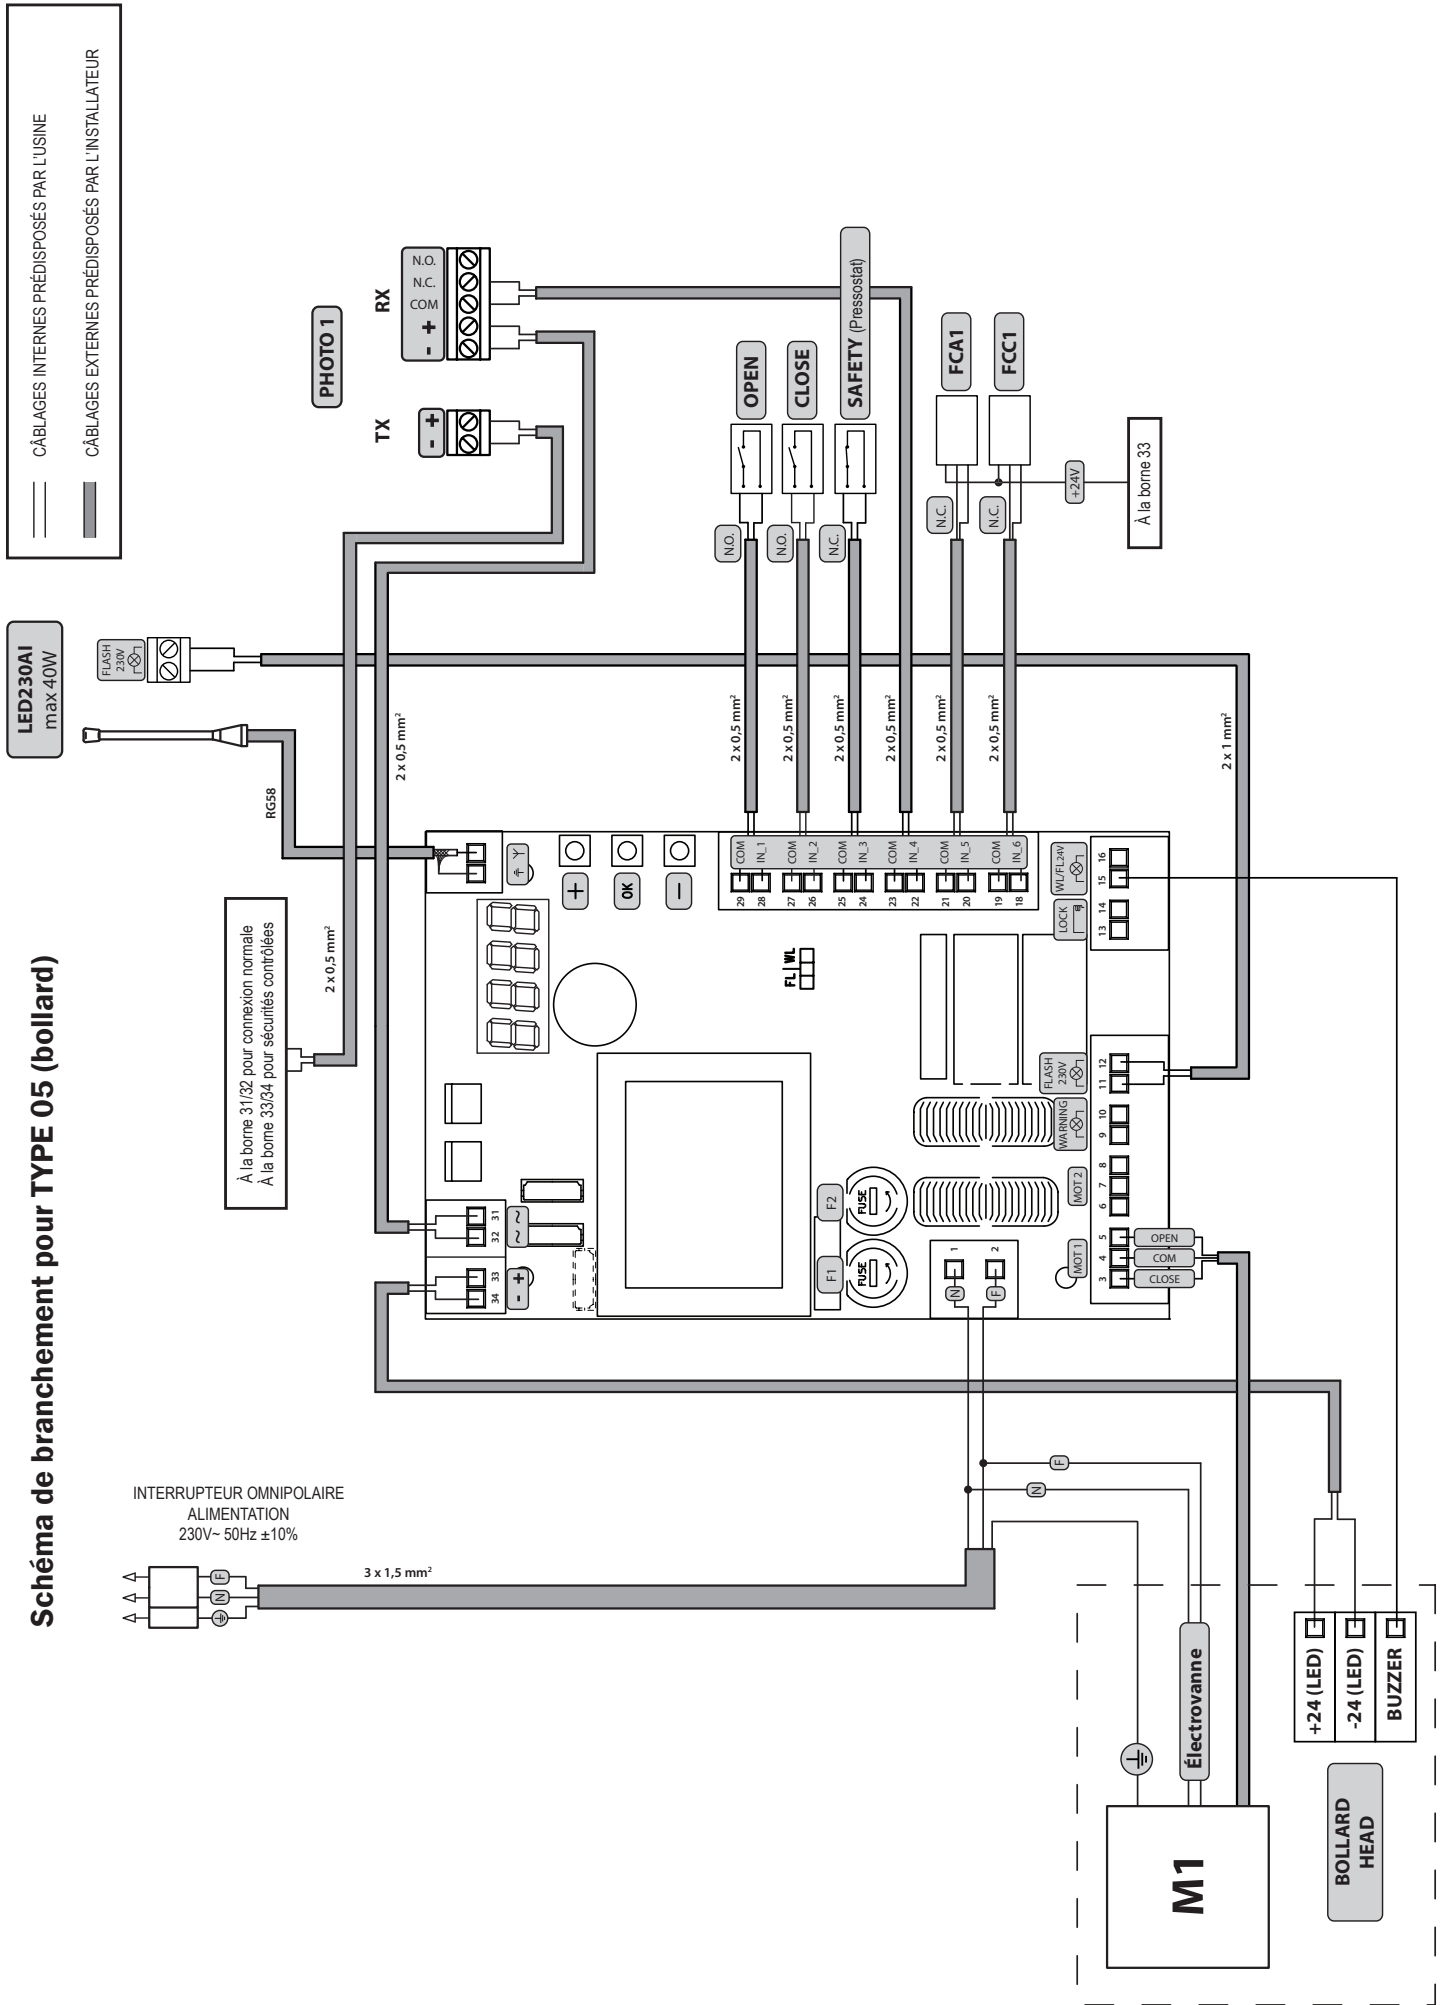 Schéma de branchement pour TYPE 05 (bollard)
CÂBLAGES INTERNES PRÉDISPOSÉS PAR L'USINE
CÂBLAGES EXTERNES PRÉDISPOSÉS PAR L'INSTALLATEUR
LED230AI
max 40W
FLASH
230V
RG58
PHOTO 1
TX
- +
RX
- +
COM
N.C.
N.O.
À la borne 31/32 pour connexion normale
À la borne 33/34 pour sécurités contrôlées
2 x 0,5 mm²
2 x 0,5 mm²
INTERRUPTEUR OMNIPOLAIRE
ALIMENTATION
230V~ 50Hz ±10%
F
N
3 x 1,5 mm²
34
33
32
31
- +
~ ~
Y
+
OK
-
FL
WL
F1
F2
FUSE
FUSE
29
28
27
26
25
24
23
22
21
20
19
18
COM
IN_1
COM
IN_2
COM
IN_3
COM
IN_4
COM
IN_5
COM
IN_6
2 x 0,5 mm²
2 x 0,5 mm²
2 x 0,5 mm²
2 x 0,5 mm²
2 x 0,5 mm²
2 x 0,5 mm²
N.O.
N.O.
N.C.
N.C.
N.C.
OPEN
CLOSE
SAFETY (Pressostat)
FCA1
FCC1
+24V
À la borne 33
1
2
N
F
MOT 1
MOT 2
WARNING
FLASH
230V
LOCK
WL/FL24V
3
4
5
6
7
8
9
10
11
12
13
14
15
16
CLOSE
COM
OPEN
2 x 1 mm²
N
F
M1
Électrovanne
BOLLARD
HEAD
+24 (LED)
-24 (LED)
BUZZER